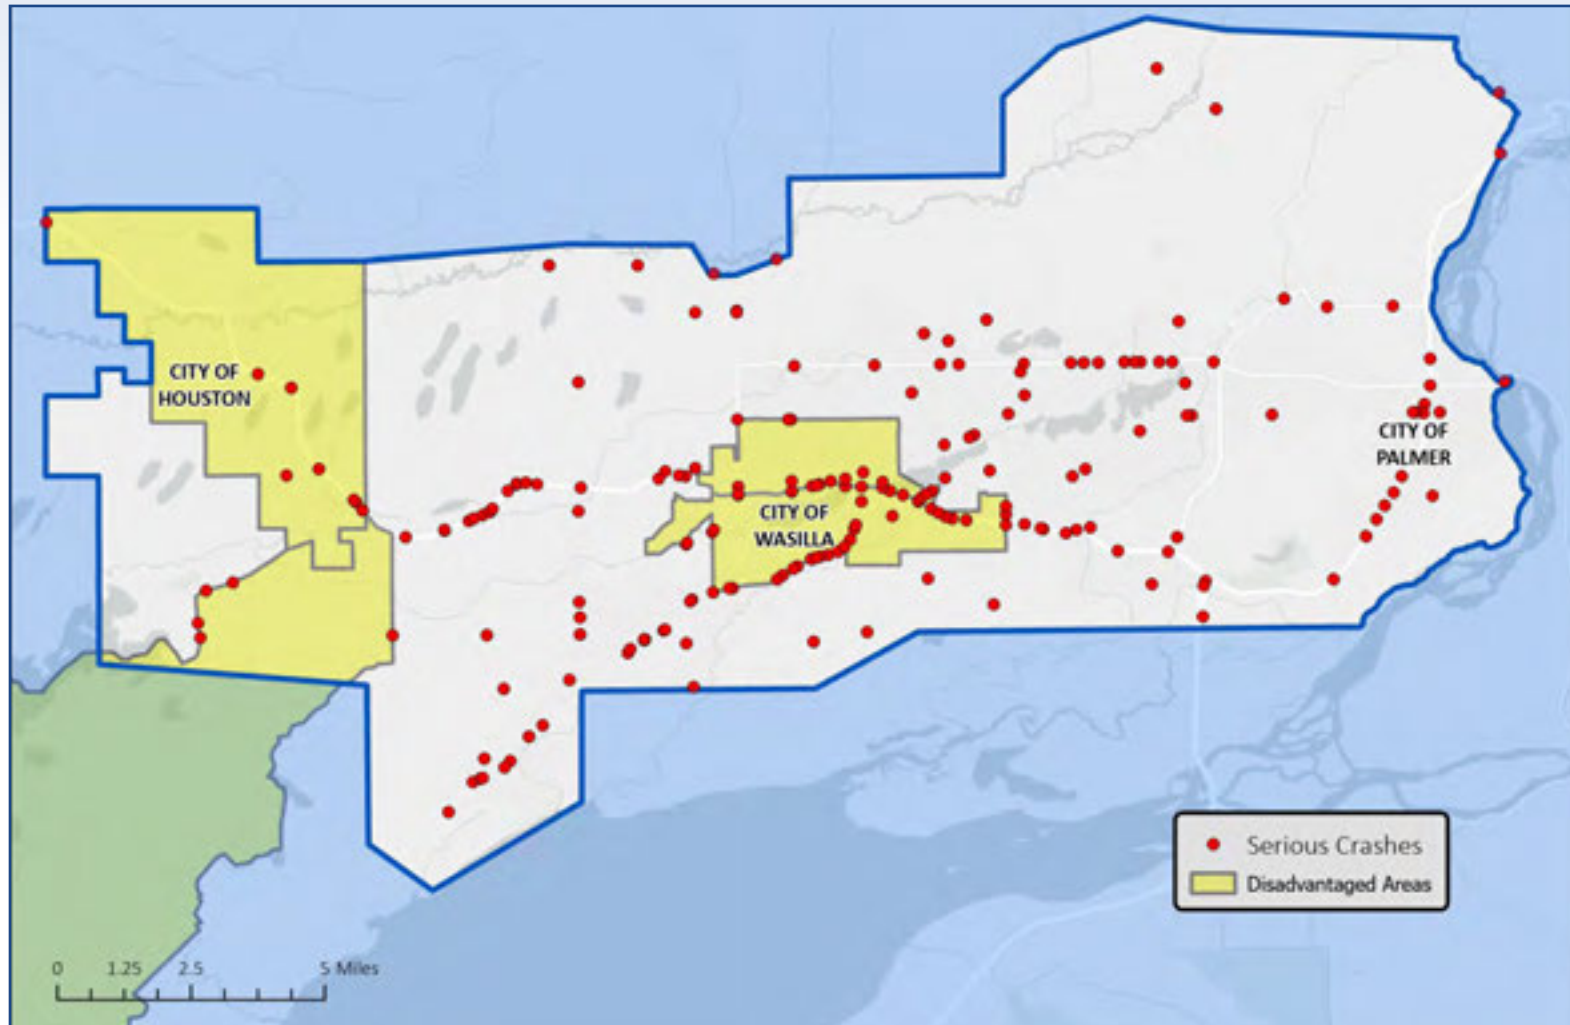 CITY OF
HOUSTON
CITY OF
PALMER
CITY OF
WASILLA
Serious Crashes
Disadvantaged Areas
0 1.25 2.5 5 Miles